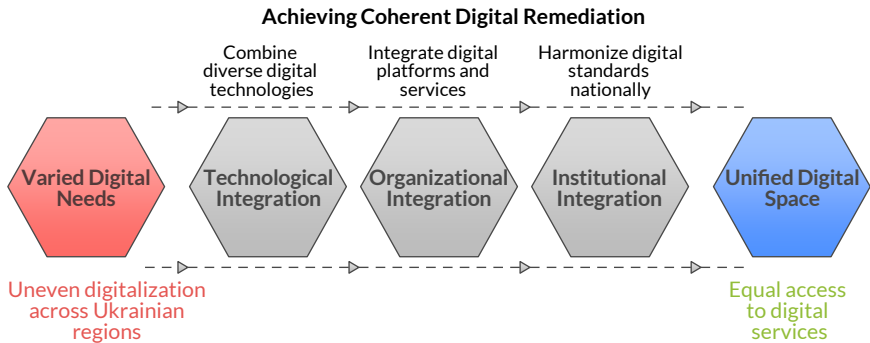 Achieving Coherent Digital Remediation
Combine
diverse digital
technologies
Integrate digital
platforms and
services
Harmonize digital
standards
nationally
Varied Digital
Needs
Technological
Integration
Organizational
Integration
Institutional
Integration
Unified Digital
Space
Uneven digitalization
across Ukrainian
regions
Equal access
to digital
services